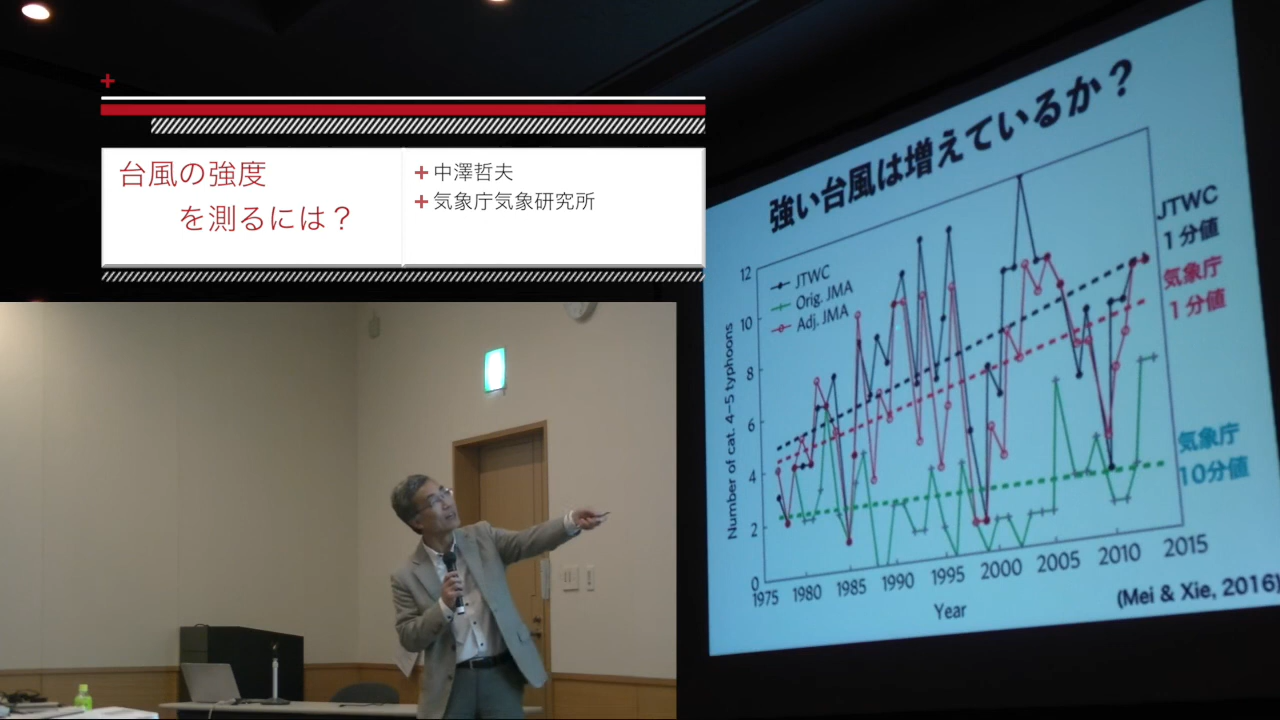 台風の強度
を測るには？
中澤哲夫
気象庁気象研究所
強い台風は増えているか？
JTWC
1分値
気象庁
1分値
気象庁
10分値
JTWC
Orig. JMA
Adj. JMA
Number of cat. 4–5 typhoons
12
10
8
6
4
2
0
1975 1980 1985 1990 1995 2000 2005 2010 2015
Year
(Mei & Xie, 2016)